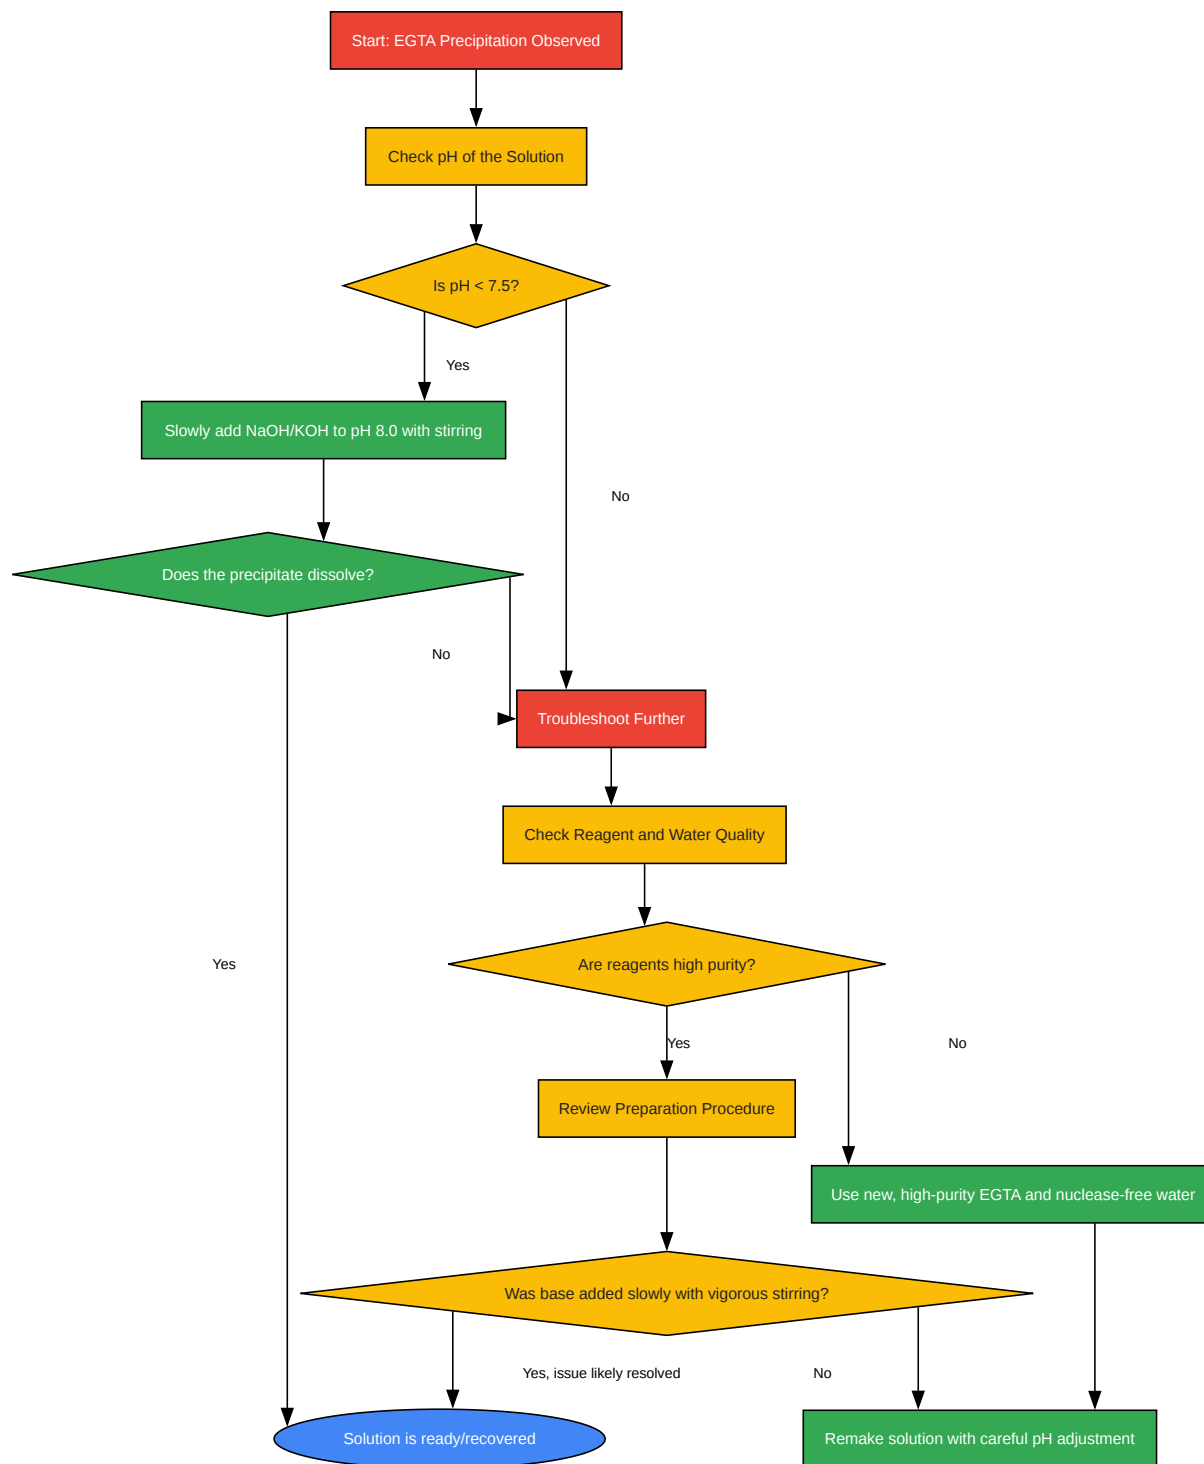 Start: EGTA Precipitation Observed
Check pH of the Solution
Is pH < 7.5?
Yes
Slowly add NaOH/KOH to pH 8.0 with stirring
No
Does the precipitate dissolve?
No
Troubleshoot Further
Check Reagent and Water Quality
Yes
Are reagents high purity?
Yes
No
Review Preparation Procedure
Use new, high-purity EGTA and nuclease-free water
Was base added slowly with vigorous stirring?
Yes, issue likely resolved
No
Solution is ready/recovered
Remake solution with careful pH adjustment